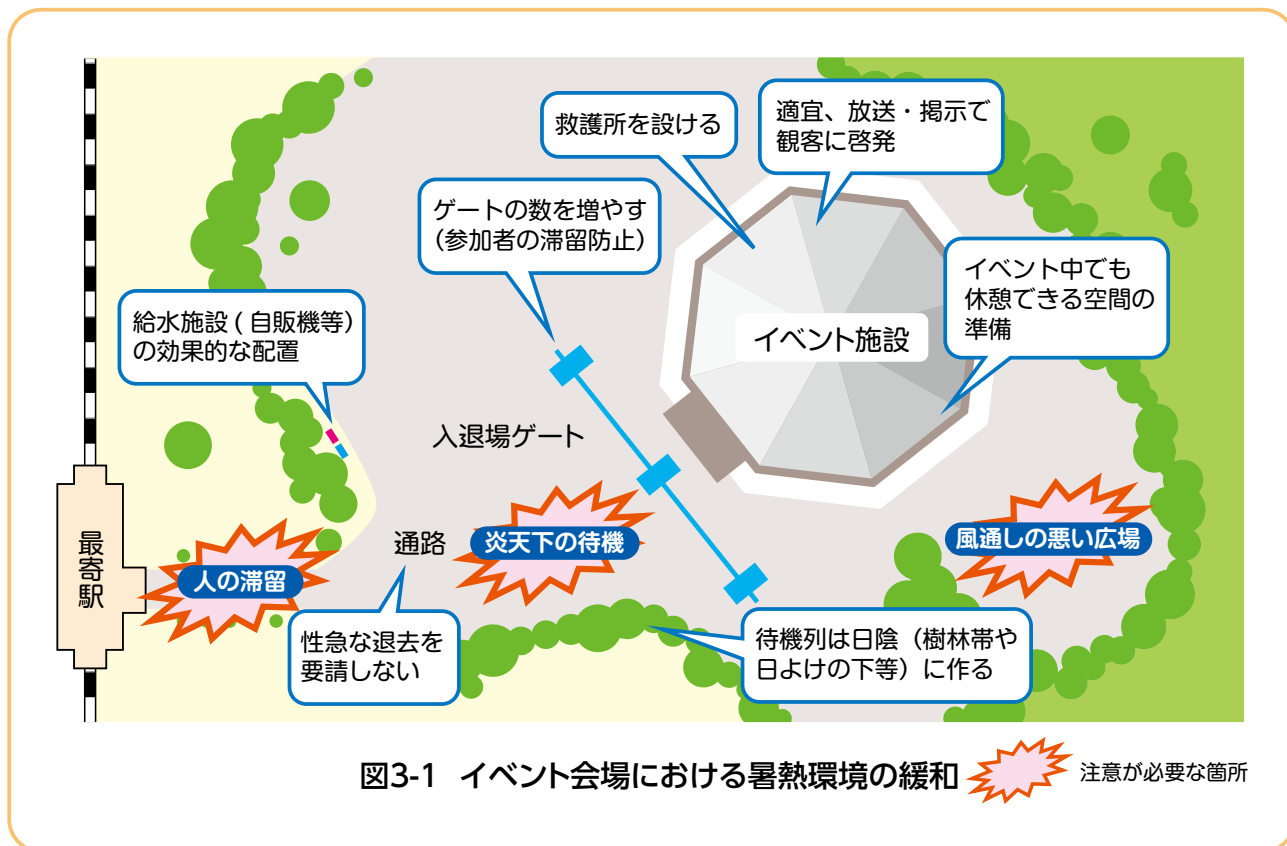 救護所を設ける
適宜、放送・掲示で
観客に啓発
ゲートの数を増やす
（参加者の滞留防止）
イベント中でも
休憩できる空間の
準備
給水施設 ( 自販機等）
の効果的な配置
イベント施設
入退場ゲート
最寄駅
人の滞留
通路
炎天下の待機
風通しの悪い広場
性急な退去を
要請しない
待機列は日陰（樹林帯や
日よけの下等）に作る
図3-1 イベント会場における暑熱環境の緩和
注意が必要な箇所